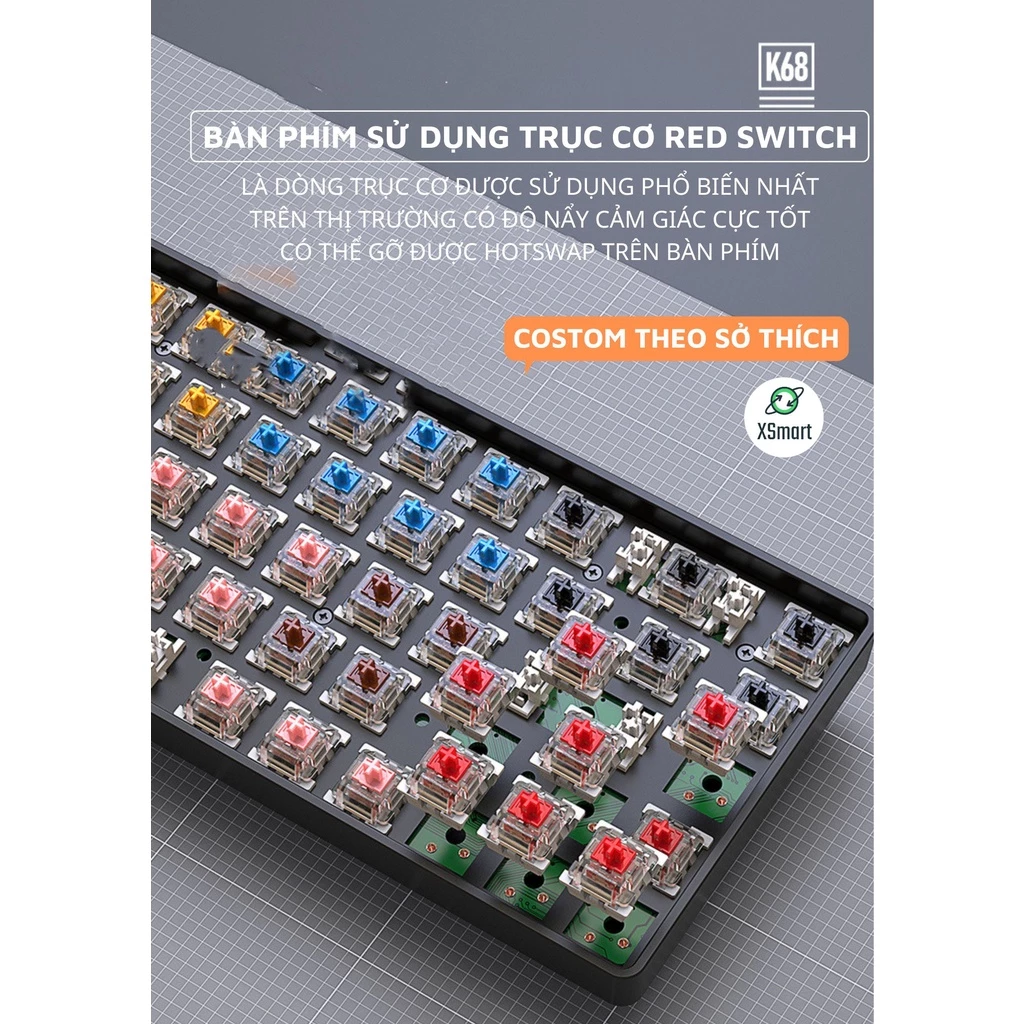 K68
BÀN PHÍM SỬ DỤNG TRỤC CƠ RED SWITCH
LÀ DÒNG TRỤC CƠ ĐƯỢC SỬ DỤNG PHỔ BIẾN NHẤT
TRÊN THỊ TRƯỜNG CÓ ĐỘ NẨY CẢM GIÁC CỰC TỐT
CÓ THỂ GỠ ĐƯỢC HOTSWAP TRÊN BÀN PHÍM
COSTOM THEO SỞ THÍCH
XSmart